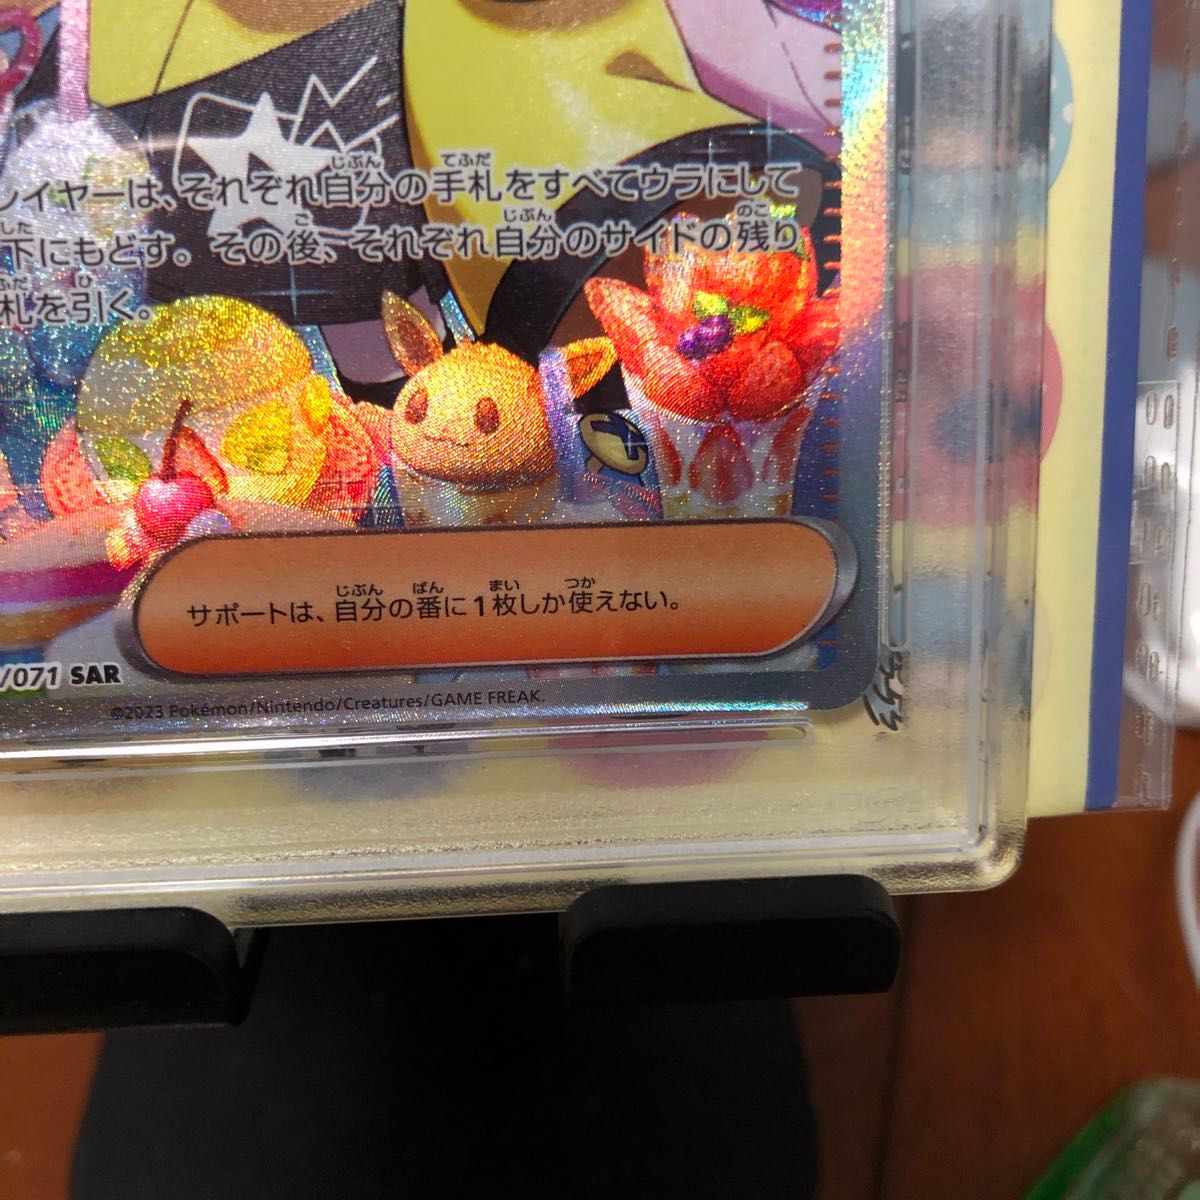 レイヤーは、それぞれ自分の手札をすべてウラにして
下にもどす。その後、それぞれ自分のサイドの残り
札を引く。
サポートは、自分の番に1枚しか使えない。
/071 SAR
©2023 Pokémon/Nintendo/Creatures/GAME FREAK.